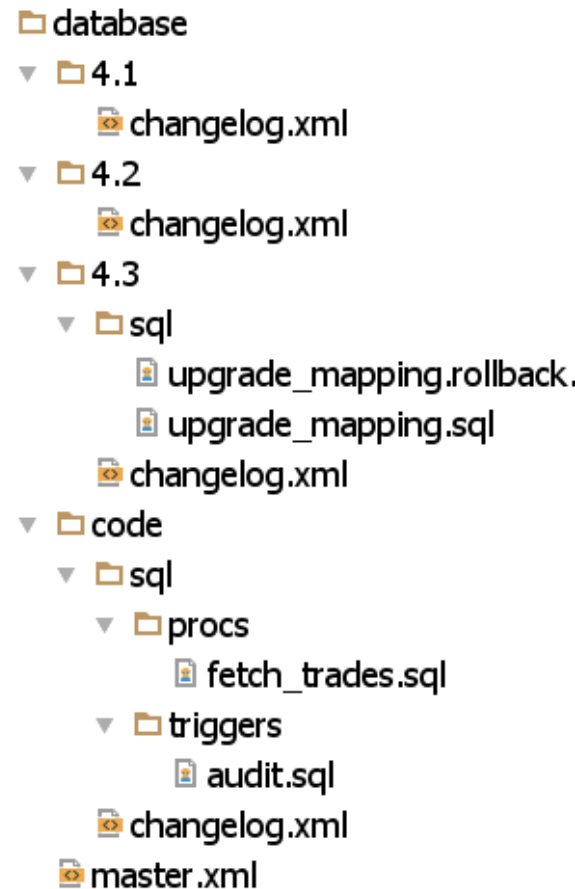 database
4.1
changelog.xml
4.2
changelog.xml
4.3
sql
upgrade_mapping.rollback.
upgrade_mapping.sql
changelog.xml
code
sql
procs
fetch_trades.sql
triggers
audit.sql
changelog.xml
master.xml